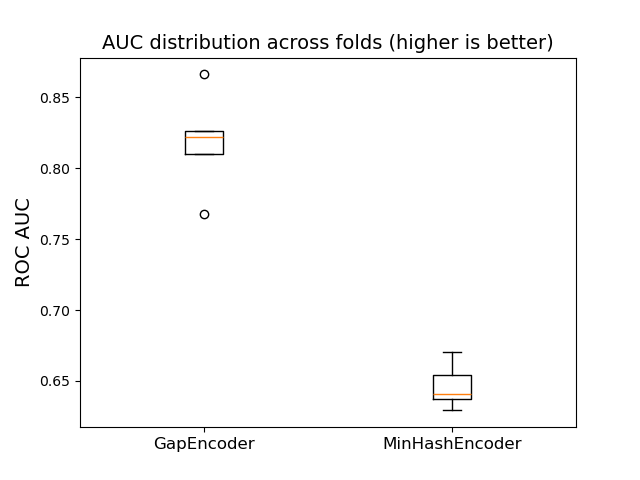 AUC distribution across folds (higher is better)
ROC AUC
0.85
0.80
0.75
0.70
0.65
GapEncoder
MinHashEncoder